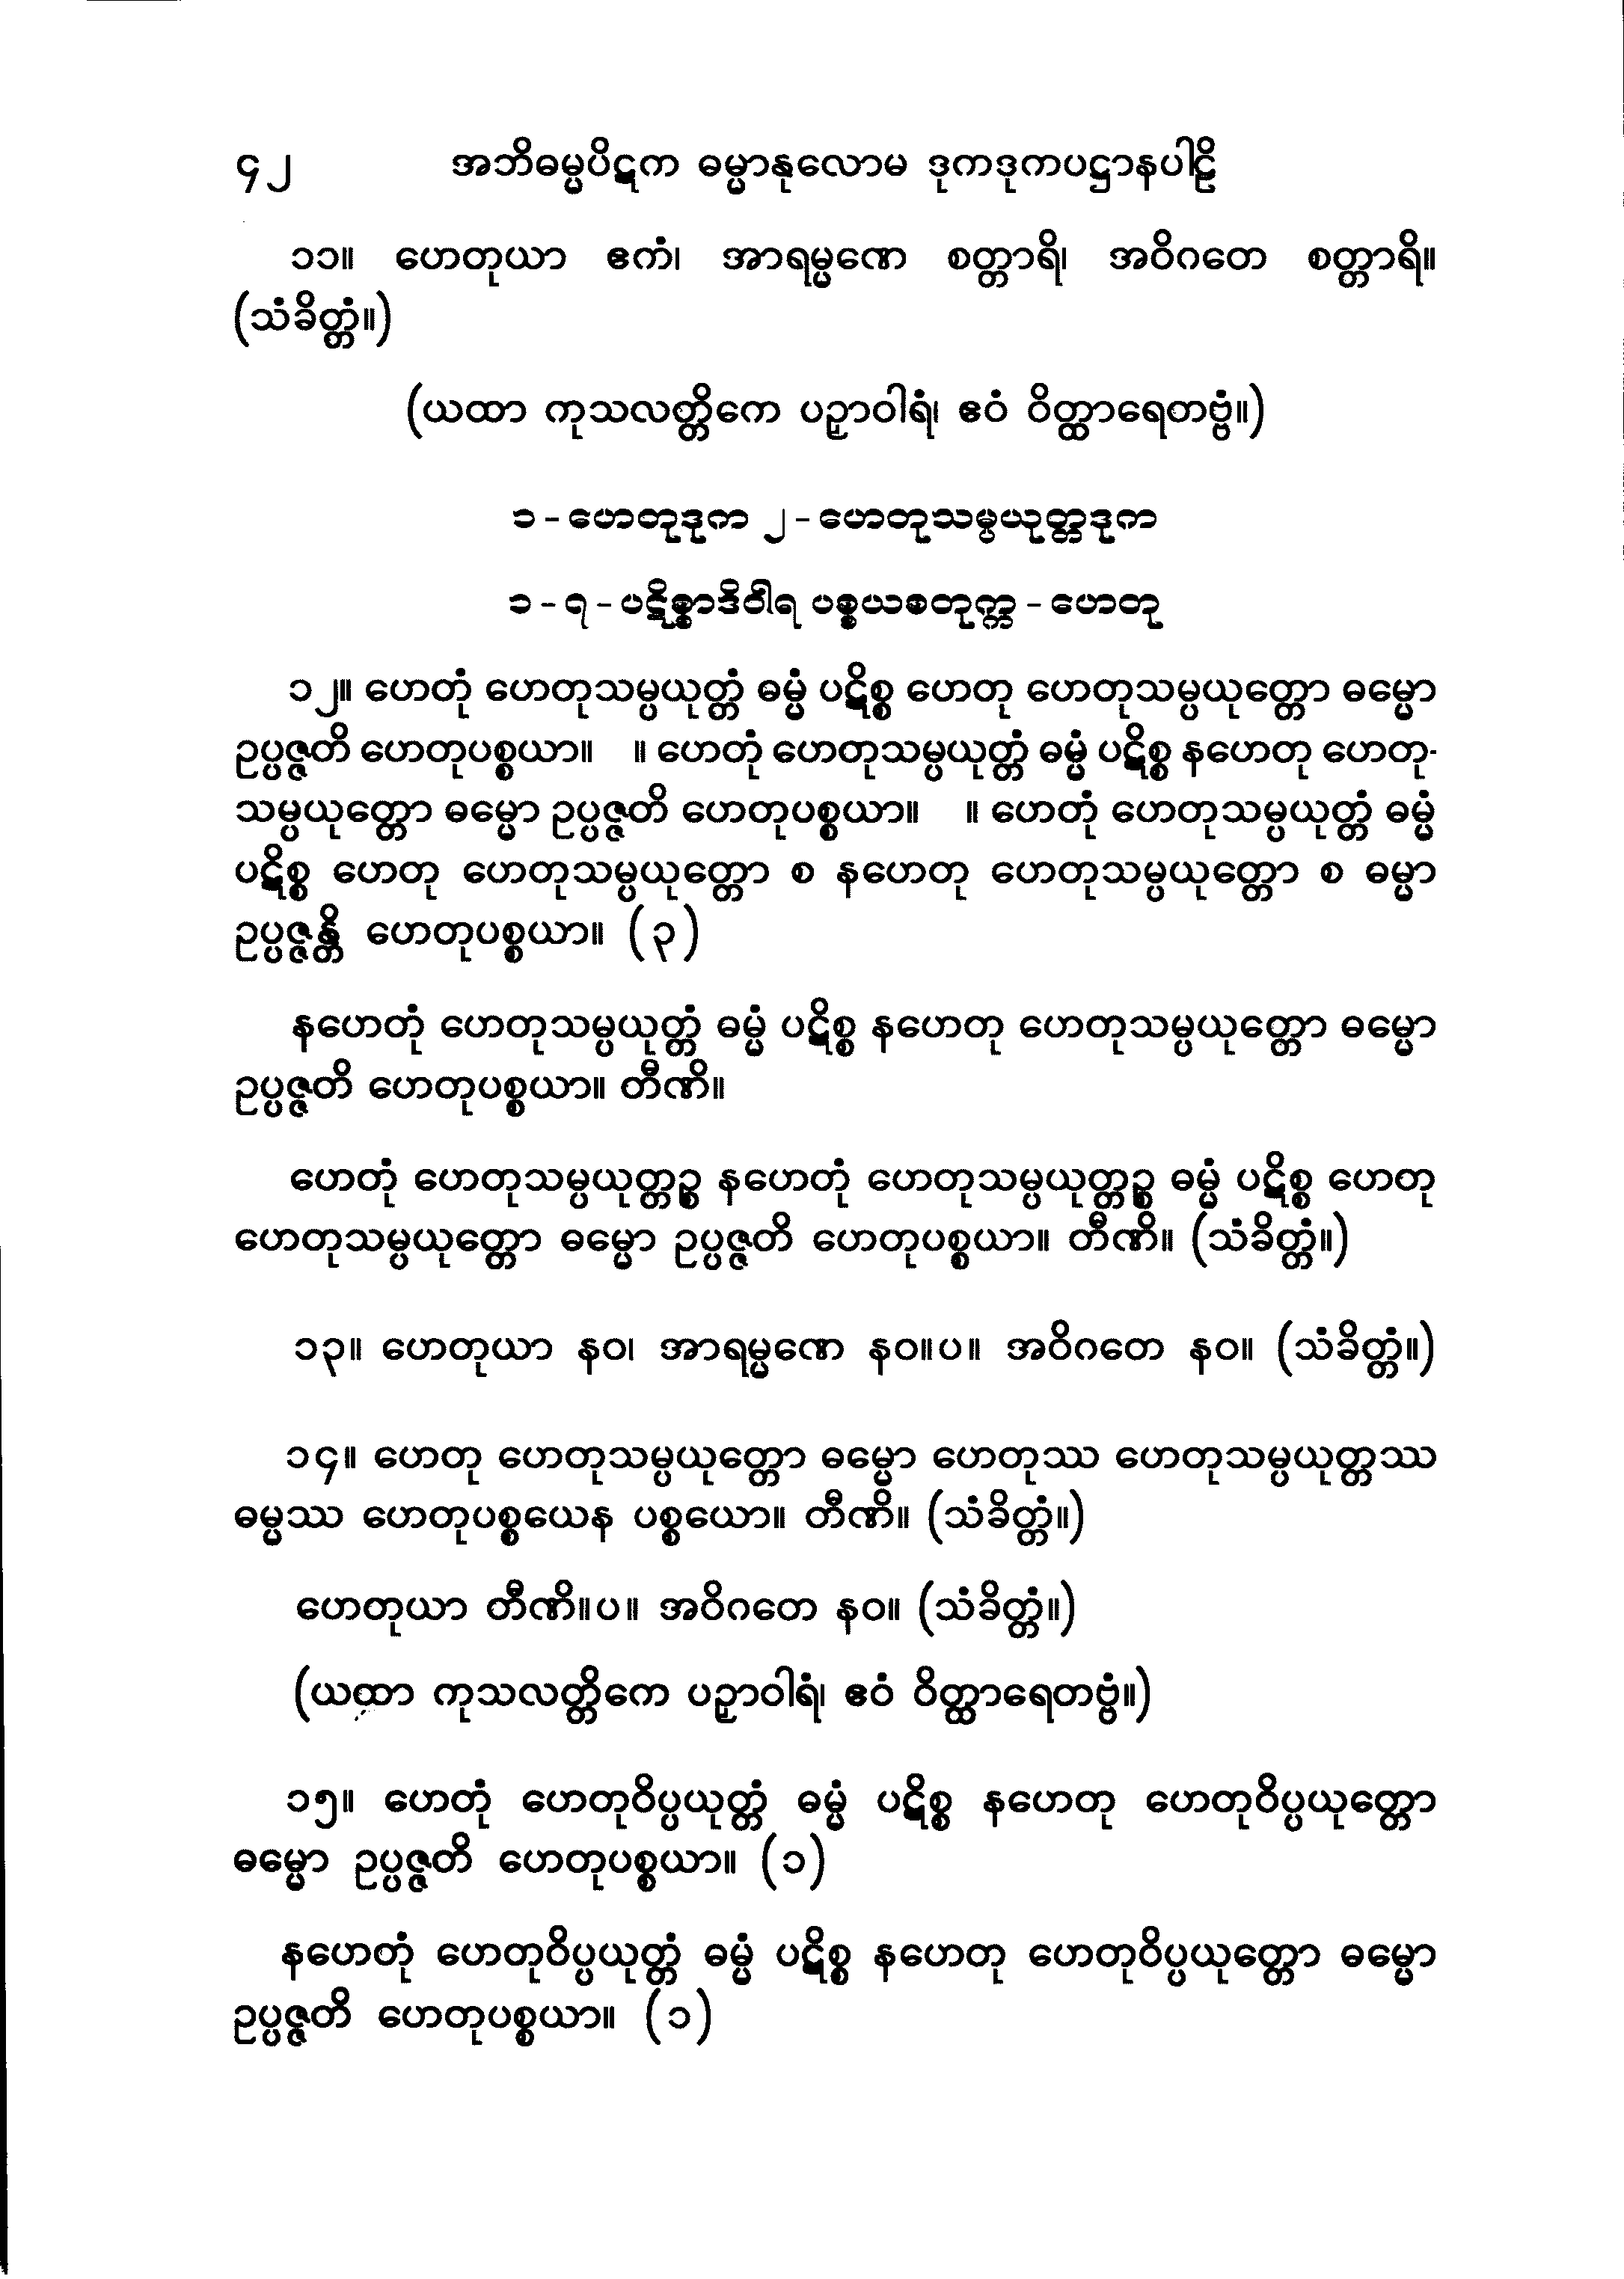 ၄၂ အဘိဓမ္မပိဋက ဓမ္မာနုလောမ ဒုကဒုကပဋ္ဌာနပါဠိ
၁၁။ ဟေတုယာ ဧကံ၊ အာရမ္မဏေ စတ္တာရိ၊ အဝိဂတေ စတ္တာရိ။
(သံခိတ္တံ။)
(ယထာ ကုသလတ္တိကေ ပဉှာဝါရံ၊ ဧဝံ ဝိတ္ထာရေတဗ္ဗံ။)
၁-ဟေတုဒုက ၂-ဟေတုသမ္ပယုတ္တဒုက
၁-၇-ပဋိစ္စာဒိဝါရ ပစ္စယစတုက္က-ဟေတု
၁၂။ ဟေတုံ ဟေတုသမ္ပယုတ္တံ ဓမ္မံ ပဋိစ္စ ဟေတု ဟေတုသမ္ပယုတ္တော ဓမ္မော
ဥပ္ပဇ္ဇတိ ဟေတုပစ္စယာ။ ။ ဟေတုံ ဟေတုသမ္ပယုတ္တံ ဓမ္မံ ပဋိစ္စ နဟေတု ဟေတု-
သမ္ပယုတ္တော ဓမ္မော ဥပ္ပဇ္ဇတိ ဟေတုပစ္စယာ။ ။ ဟေတုံ ဟေတုသမ္ပယုတ္တံ ဓမ္မံ
ပဋိစ္စ ဟေတု ဟေတုသမ္ပယုတ္တော စ နဟေတု ဟေတုသမ္ပယုတ္တော စ ဓမ္မာ
ဥပ္ပဇ္ဇန္တိ ဟေတုပစ္စယာ။ (၃)
နဟေတုံ ဟေတုသမ္ပယုတ္တံ ဓမ္မံ ပဋိစ္စ နဟေတု ဟေတုသမ္ပယုတ္တော ဓမ္မော
ဥပ္ပဇ္ဇတိ ဟေတုပစ္စယာ။ တီဏိ။
ဟေတုံ ဟေတုသမ္ပယုတ္တဉ္စ နဟေတုံ ဟေတုသမ္ပယုတ္တဉ္စ ဓမ္မံ ပဋိစ္စ ဟေတု
ဟေတုသမ္ပယုတ္တော ဓမ္မော ဥပ္ပဇ္ဇတိ ဟေတုပစ္စယာ။ တီဏိ။ (သံခိတ္တံ။)
၁၃။ ဟေတုယာ နဝ၊ အာရမ္မဏေ နဝ။ပ။ အဝိဂတေ နဝ။ (သံခိတ္တံ။)
၁၄။ ဟေတု ဟေတုသမ္ပယုတ္တော ဓမ္မော ဟေတုဿ ဟေတုသမ္ပယုတ္တဿ
ဓမ္မဿ ဟေတုပစ္စယေန ပစ္စယော။ တီဏိ။ (သံခိတ္တံ။)
ဟေတုယာ တီဏိ။ပ။ အဝိဂတေ နဝ။ (သံခိတ္တံ။)
(ယထာ ကုသလတ္တိကေ ပဉှာဝါရံ၊ ဧဝံ ဝိတ္ထာရေတဗ္ဗံ။)
၁၅။ ဟေတုံ ဟေတုဝိပ္ပယုတ္တံ ဓမ္မံ ပဋိစ္စ နဟေတု ဟေတုဝိပ္ပယုတ္တော
ဓမ္မော ဥပ္ပဇ္ဇတိ ဟေတုပစ္စယာ။ (၁)
နဟေတုံ ဟေတုဝိပ္ပယုတ္တံ ဓမ္မံ ပဋိစ္စ နဟေတု ဟေတုဝိပ္ပယုတ္တော ဓမ္မော
ဥပ္ပဇ္ဇတိ ဟေတုပစ္စယာ။ (၁)